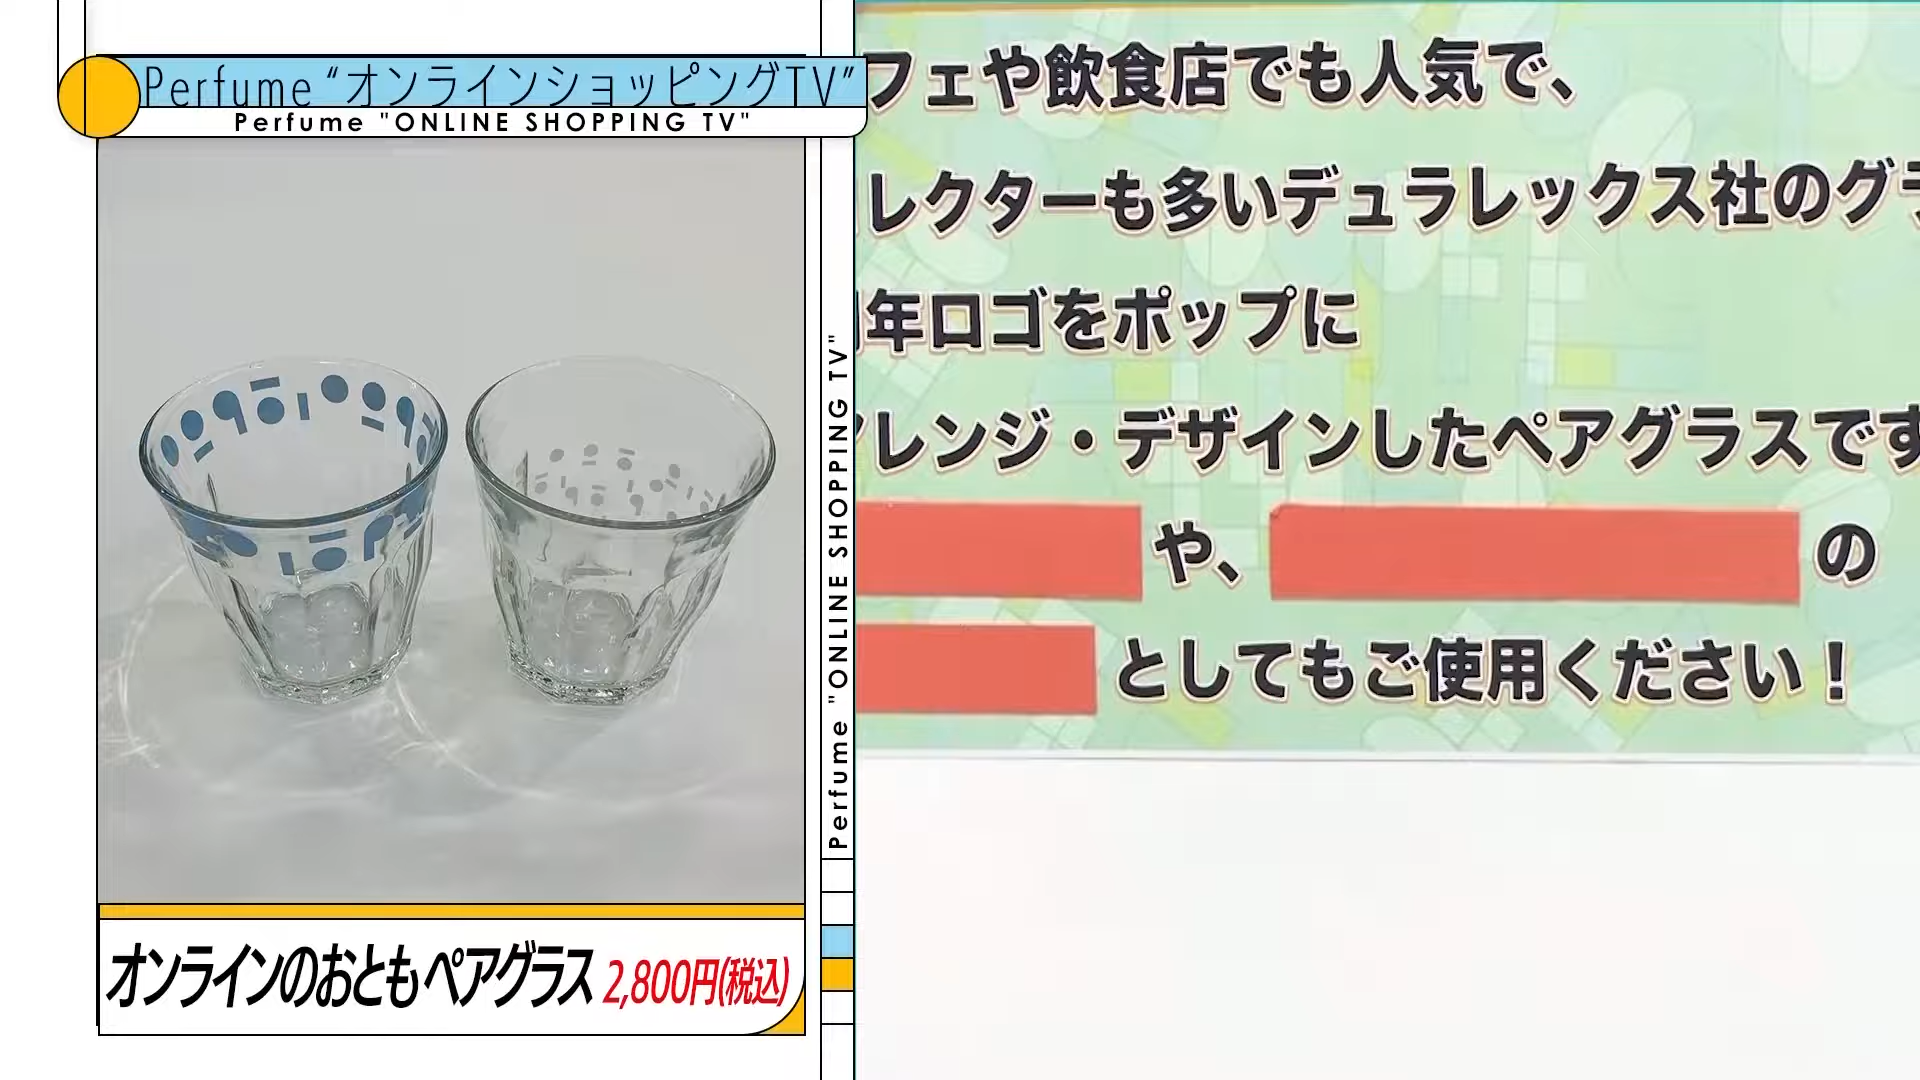 Perfume “オンラインショッピングTV”
Perfume "ONLINE SHOPPING TV"
Perfume "ONLINE SHOPPING TV"
オンラインのおとも ペアグラス 2,800円(税込)
フェや飲食店でも人気で、
レクターも多いデュラレックス社のグラ
年ロゴをポップに
レンジ・デザインしたペアグラスです
や、 の
としてもご使用ください！